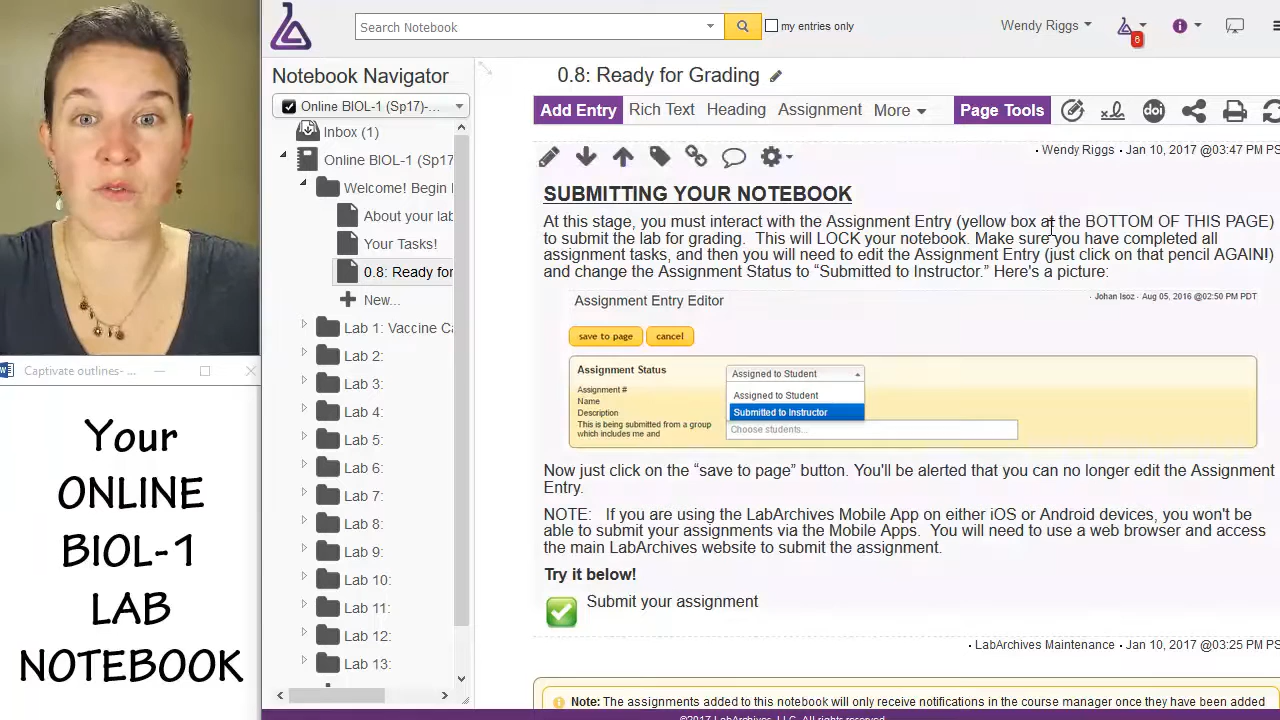 Search Notebook
my entries only
Wendy Riggs
6
Notebook Navigator
Online BIOL-1 (Sp17)-...
Inbox (1)
Online BIOL-1 (Sp17
Welcome! Begin
About your lab
Your Tasks!
0.8: Ready for
New...
Lab 1: Vaccine Ca
Lab 2:
Lab 3:
Lab 4:
Lab 5:
Lab 6:
Lab 7:
Lab 8:
Lab 9:
Lab 10:
Lab 11:
Lab 12:
Lab 13:
0.8: Ready for Grading
Add Entry Rich Text Heading Assignment More Page Tools doi
Wendy Riggs • Jan 10, 2017 @03:47 PM PS
SUBMITTING YOUR NOTEBOOK
At this stage, you must interact with the Assignment Entry (yellow box at the BOTTOM OF THIS PAGE)
to submit the lab for grading. This will LOCK your notebook. Make sure you have completed all
assignment tasks, and then you will need to edit the Assignment Entry (just click on that pencil AGAIN!)
and change the Assignment Status to “Submitted to Instructor.” Here's a picture:
Assignment Entry Editor
Johan Isoz • Aug 05, 2016 @02:50 PM PDT
save to page cancel
Assignment Status Assigned to Student
Assignment # Assigned to Student
Name
Description Submitted to Instructor
This is being submitted from a group
which includes me and
Choose students...
Now just click on the “save to page” button. You'll be alerted that you can no longer edit the Assignment
Entry.
NOTE: If you are using the LabArchives Mobile App on either iOS or Android devices, you won't be
able to submit your assignments via the Mobile Apps. You will need to use a web browser and access
the main LabArchives website to submit the assignment.
Try it below!
Submit your assignment
• LabArchives Maintenance • Jan 10, 2017 @03:25 PM PS
Note: The assignments added to this notebook will only receive notifications in the course manager once they have been added
©2017 LabArchives, LLC. All rights reserved
Captivate outlines-...
Your
ONLINE
BIOL-1
LAB
NOTEBOOK